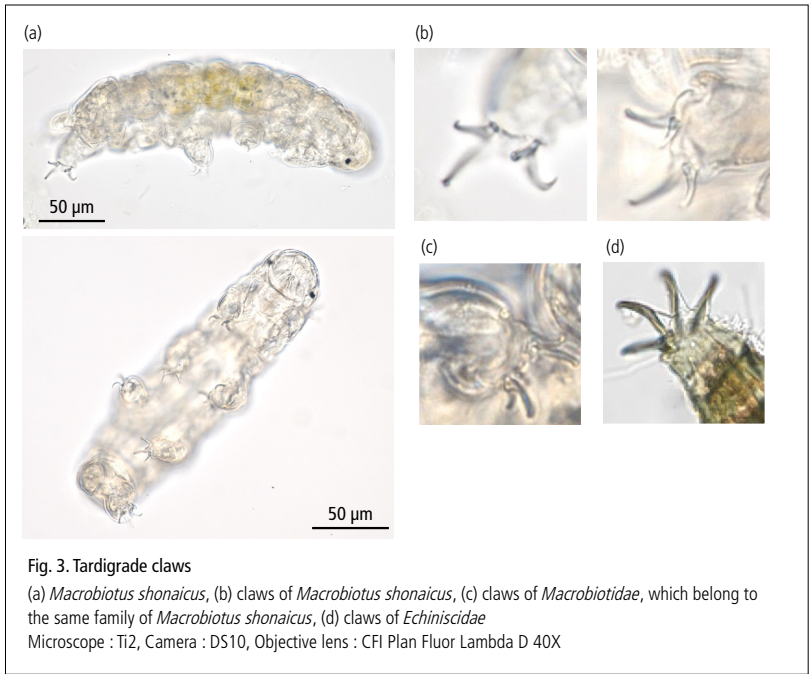 (a)
(b)
50 µm
(c)
(d)
50 µm
Fig. 3. Tardigrade claws
(a) Macrobiotus shonaicus, (b) claws of Macrobiotus shonaicus, (c) claws of Macrobiotidae, which belong to
the same family of Macrobiotus shonaicus, (d) claws of Echiniscidae
Microscope : Ti2, Camera : DS10, Objective lens : CFI Plan Fluor Lambda D 40X